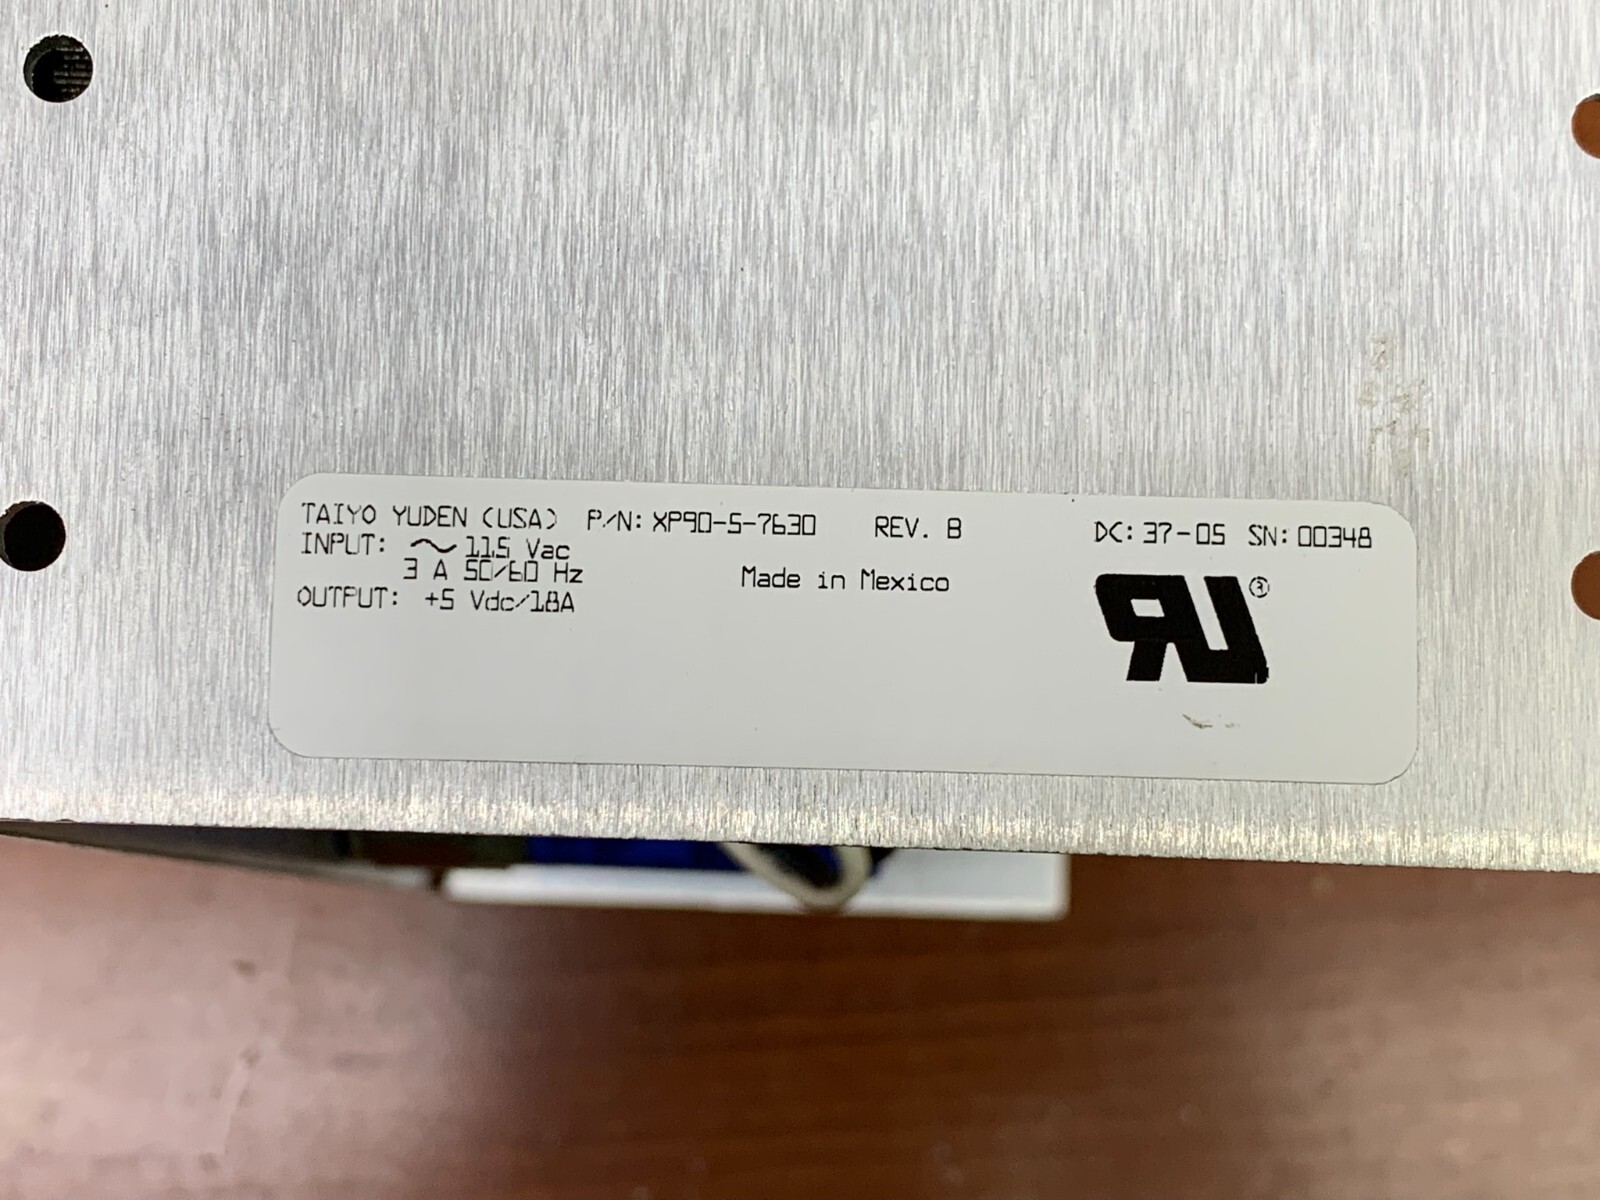 TAIYO YUDEN (USA) P/N: XP90-5-7630 REV. B DC: 37-05 SN: 00348
INPUT: ~ 115 Vac
3 A 50/60 Hz
OUTPUT: +5 Vdc/18A
Made in Mexico
RU ®